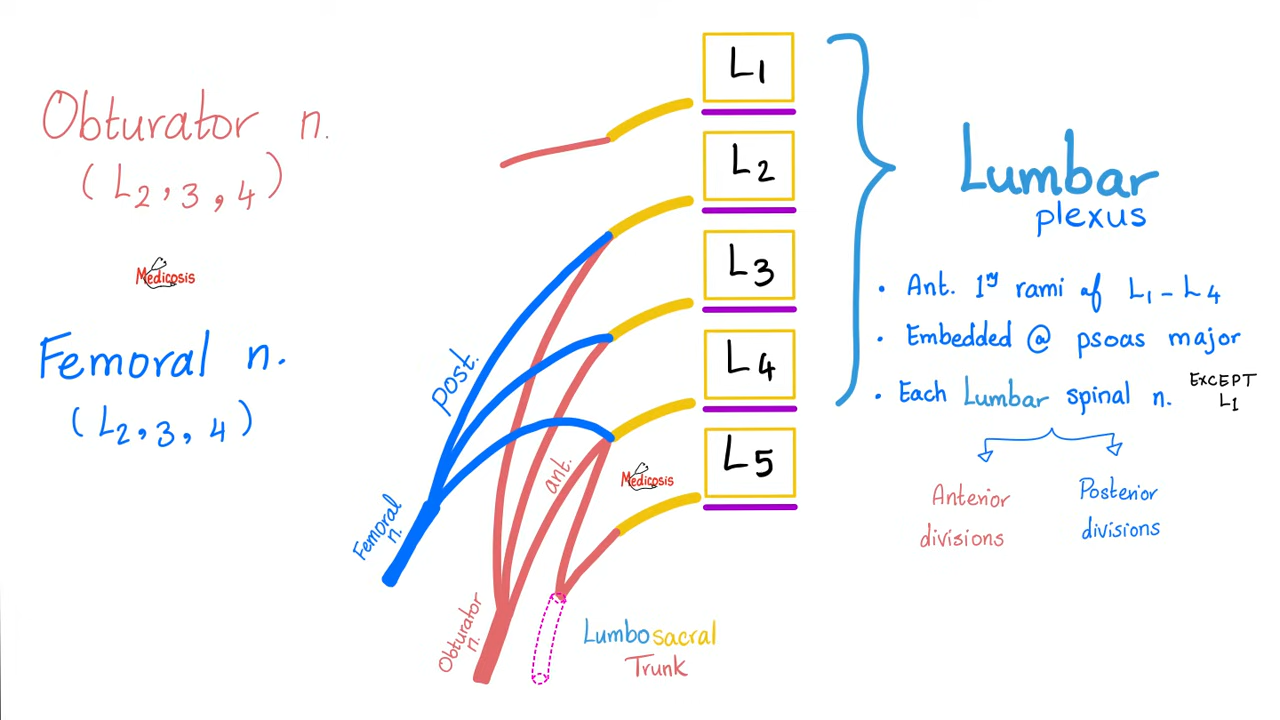 Obturator n.
(L2, 3, 4)
Medicosis
Femoral n.
(L2, 3, 4)
L1
L2
L3
L4
L5
post.
ant.
Medicosis
Femoral
n.
Obturator
n.
Lumbosacral
Trunk
Lumbar
plexus
• Ant. 1ry rami of L1 - L4
• Embedded @ psoas major
• Each Lumbar spinal n. EXCEPT
L1
Anterior
divisions
Posterior
divisions